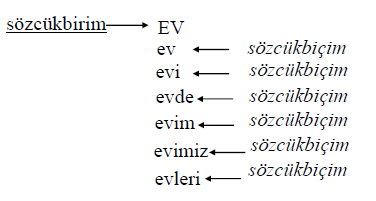 sözcükbirim EV
ev sözcükbiçim
evi sözcükbiçim
evde sözcükbiçim
evim sözcükbiçim
evimiz sözcükbiçim
evleri sözcükbiçim